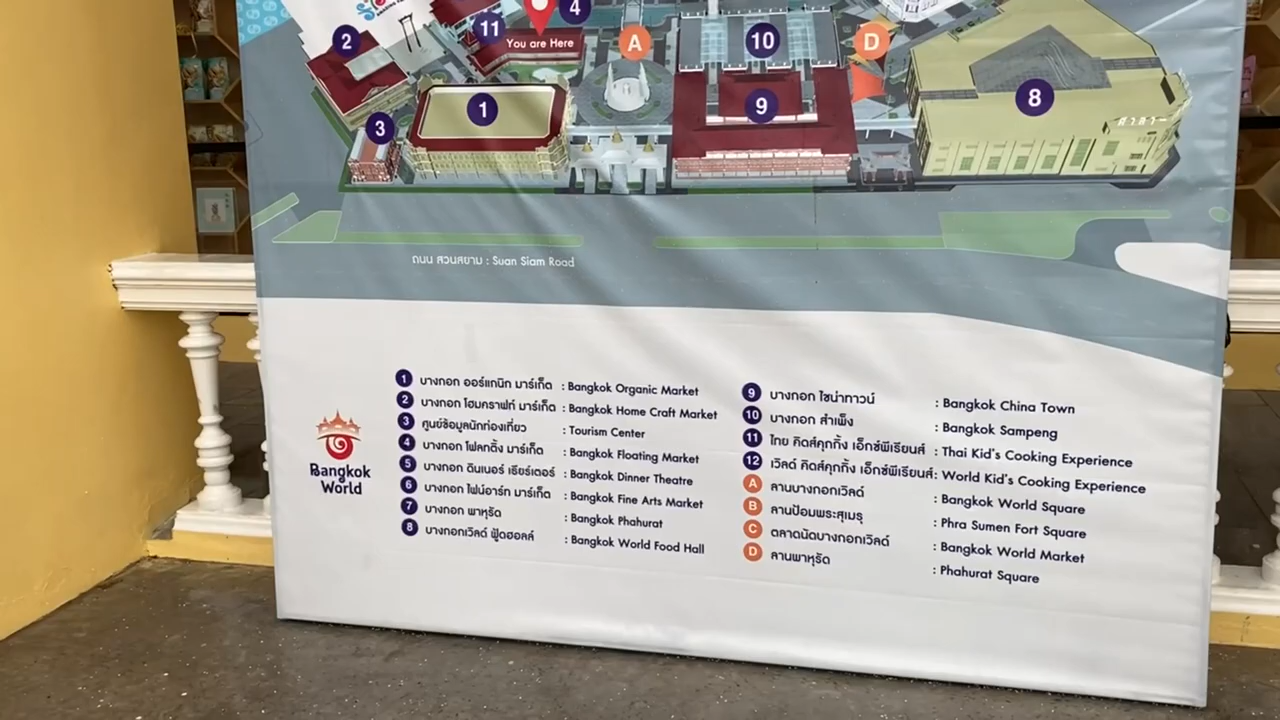 2
11
4
You are Here
A
10
D
1
9
8
3
ศาลา
ถนน สวนสยาม : Suan Siam Road
Bangkok
World
1 บางกอก ออร์แกนิก มาร์เก็ต : Bangkok Organic Market
2 บางกอก โฮมคราฟท์ มาร์เก็ต : Bangkok Home Craft Market
3 ศูนย์ข้อมูลนักท่องเที่ยว : Tourism Center
4 บางกอก โฟลทติ้ง มาร์เก็ต : Bangkok Floating Market
5 บางกอก ดินเนอร์ เธียร์เตอร์ : Bangkok Dinner Theatre
6 บางกอก ไฟน์อาร์ท มาร์เก็ต : Bangkok Fine Arts Market
7 บางกอก พาหุรัด : Bangkok Phahurat
8 บางกอกเวิลด์ ฟู้ดฮอลล์ : Bangkok World Food Hall
9 บางกอก ไชน่าทาวน์ : Bangkok China Town
10 บางกอก สำเพ็ง : Bangkok Sampeng
11 ไทย คิดส์คุกกิ้ง เอ็กซ์พีเรียนส์ : Thai Kid's Cooking Experience
12 เวิลด์ คิดส์คุกกิ้ง เอ็กซ์พีเรียนส์ : World Kid's Cooking Experience
A ลานบางกอกเวิลด์ : Bangkok World Square
B ลานป้อมพระสุเมรุ : Phra Sumen Fort Square
C ตลาดนัดบางกอกเวิลด์ : Bangkok World Market
D ลานพาหุรัด : Phahurat Square